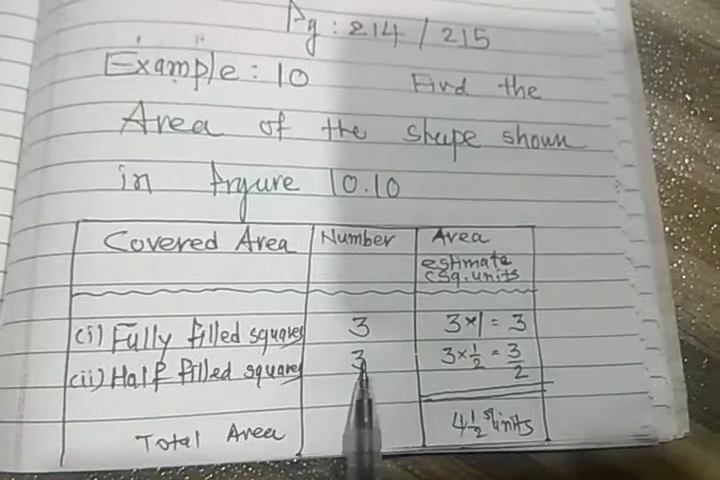 Pg : 214 / 215
Example : 10 Find the
Area of the shape shown
in figure 10.10
Covered Area Number Area estimate (sq. units
(i) Fully filled squares 3 3×1 = 3
(ii) Half filled squares 3 3×1/2 = 3/2
Total Area 4 1/2 units